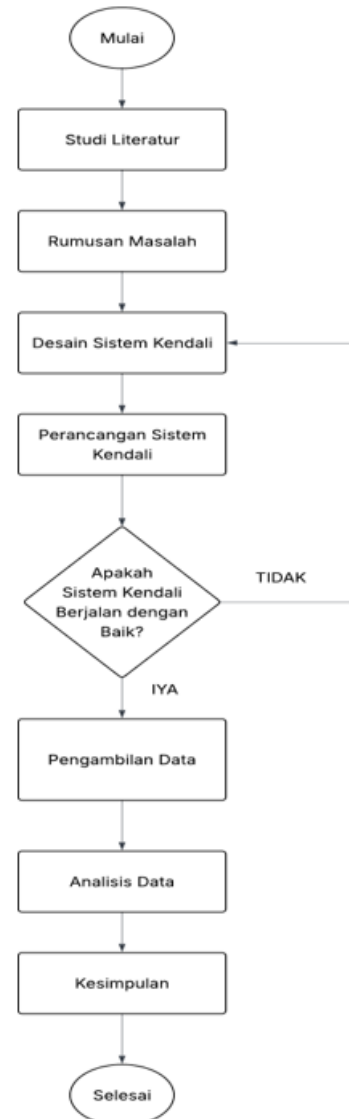 Mulai
Studi Literatur
Rumusan Masalah
Desain Sistem Kendali
Perancangan Sistem
Kendali
Apakah
Sistem Kendali
Berjalan dengan
Baik?
TIDAK
IYA
Pengambilan Data
Analisis Data
Kesimpulan
Selesai